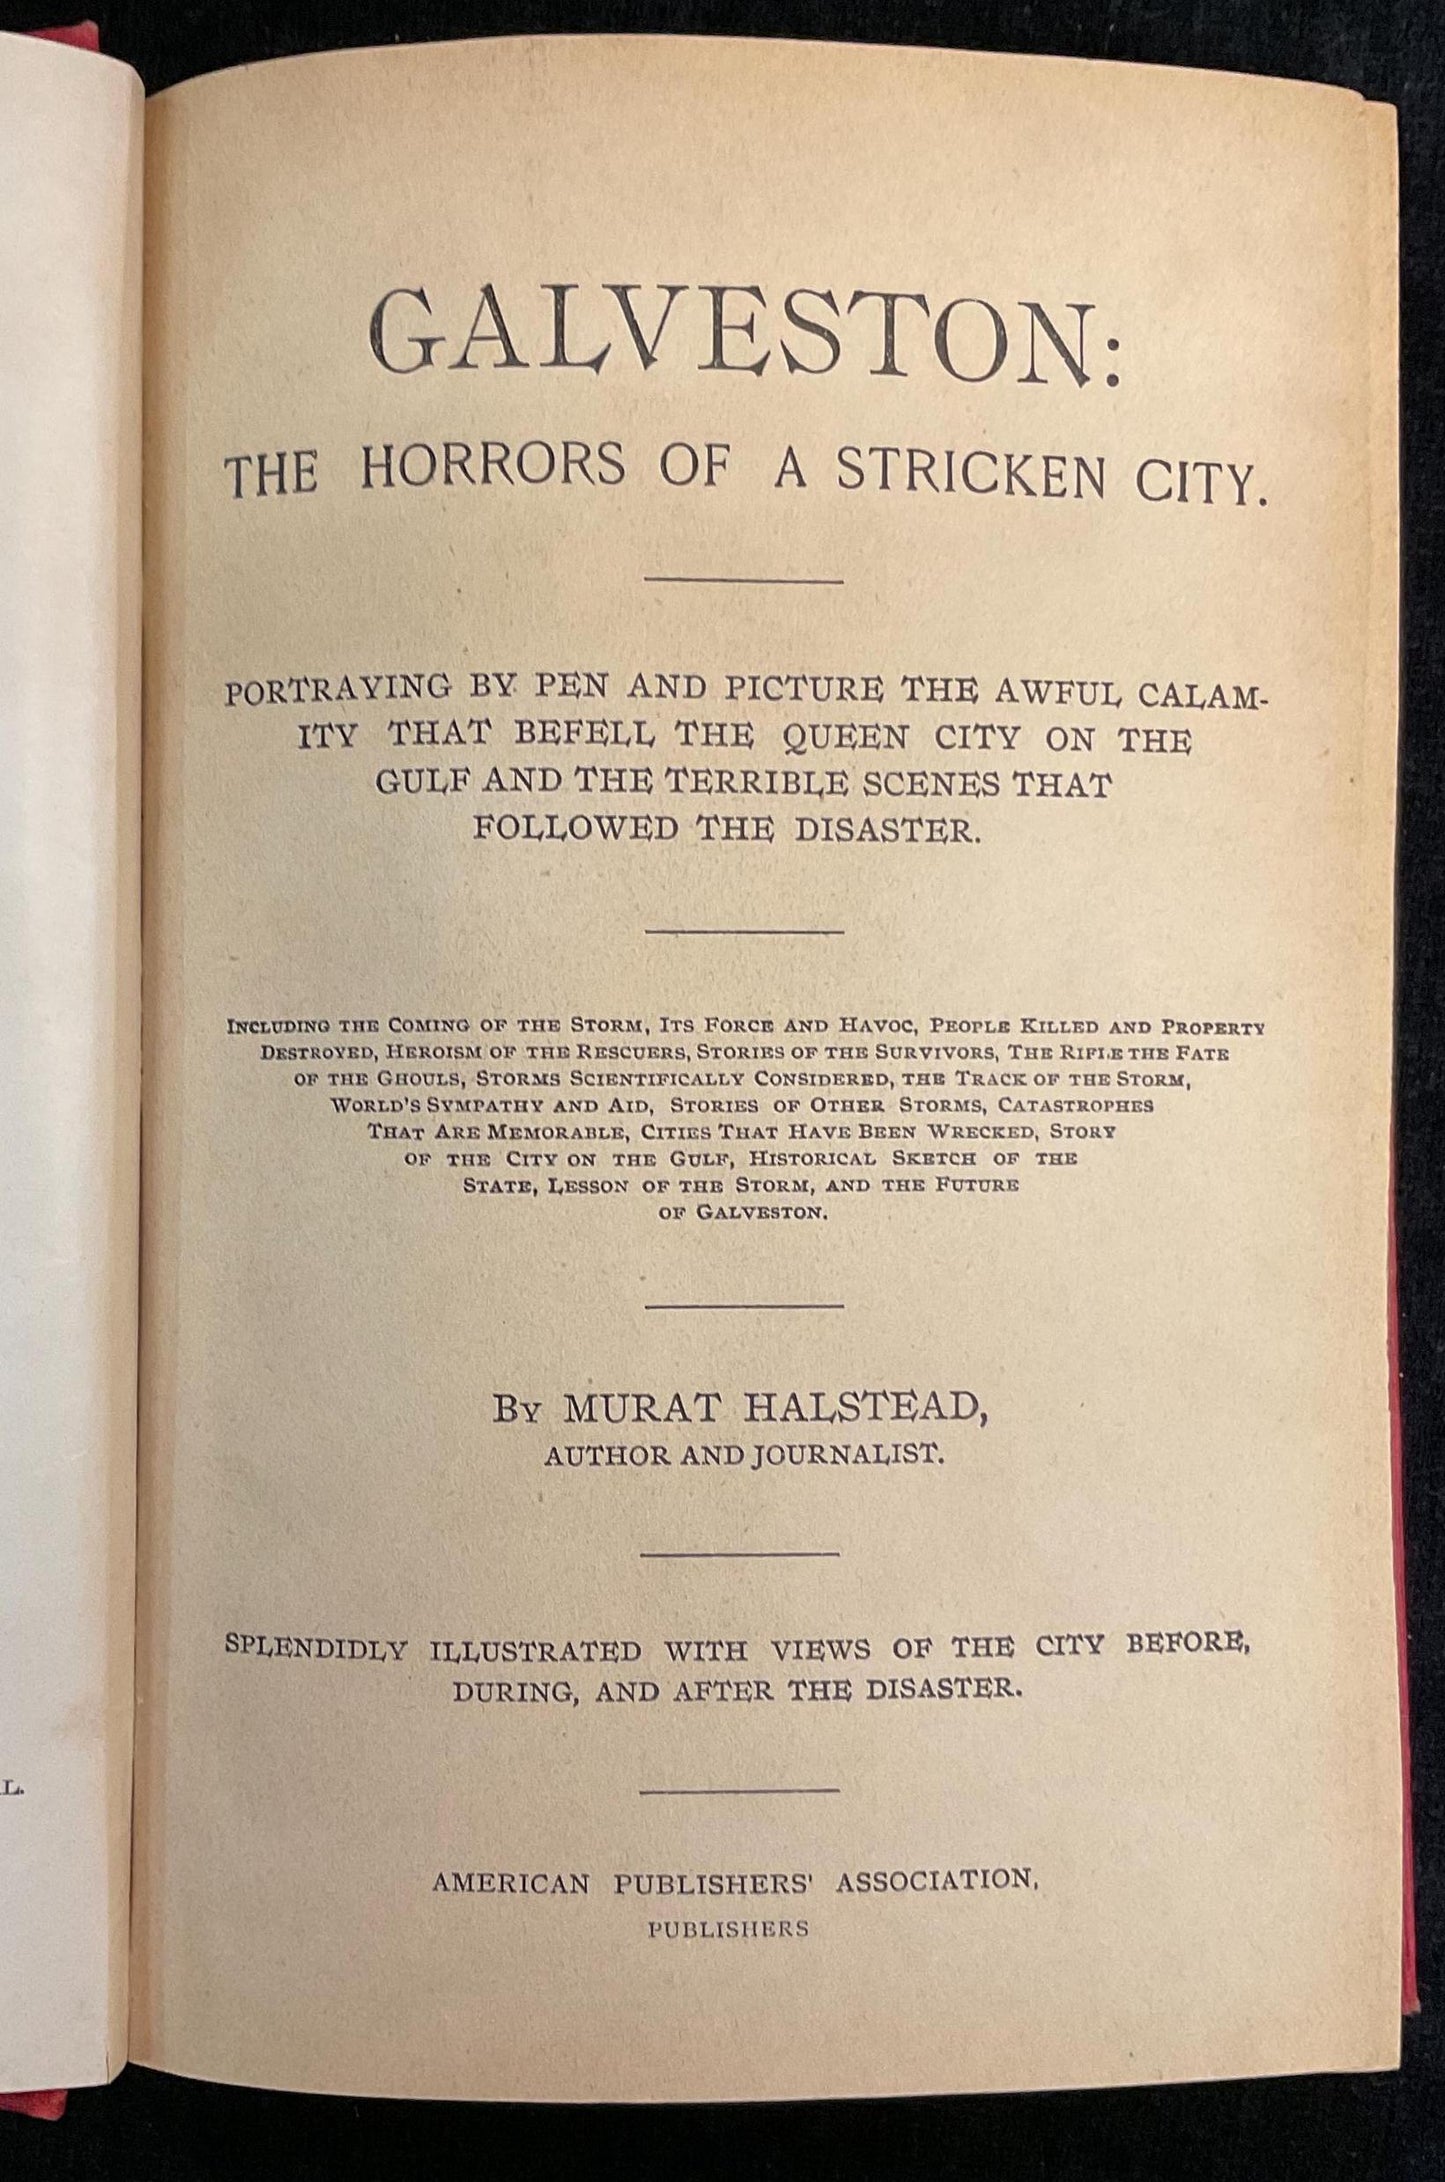 GALVESTON:
THE HORRORS OF A STRICKEN CITY.
PORTRAYING BY PEN AND PICTURE THE AWFUL CALAM-
ITY THAT BEFELL THE QUEEN CITY ON THE
GULF AND THE TERRIBLE SCENES THAT
FOLLOWED THE DISASTER.
INCLUDING THE COMING OF THE STORM, ITS FORCE AND HAVOC, PEOPLE KILLED AND PROPERTY
DESTROYED, HEROISM OF THE RESCUERS, STORIES OF THE SURVIVORS, THE RIFLE THE FATE
OF THE GHOULS, STORMS SCIENTIFICALLY CONSIDERED, THE TRACK OF THE STORM,
WORLD'S SYMPATHY AND AID, STORIES OF OTHER STORMS, CATASTROPHES
THAT ARE MEMORABLE, CITIES THAT HAVE BEEN WRECKED, STORY
OF THE CITY ON THE GULF, HISTORICAL SKETCH OF THE
STATE, LESSON OF THE STORM, AND THE FUTURE
OF GALVESTON.
BY MURAT HALSTEAD,
AUTHOR AND JOURNALIST.
SPLENDIDLY ILLUSTRATED WITH VIEWS OF THE CITY BEFORE,
DURING, AND AFTER THE DISASTER.
L.
AMERICAN PUBLISHERS' ASSOCIATION,
PUBLISHERS